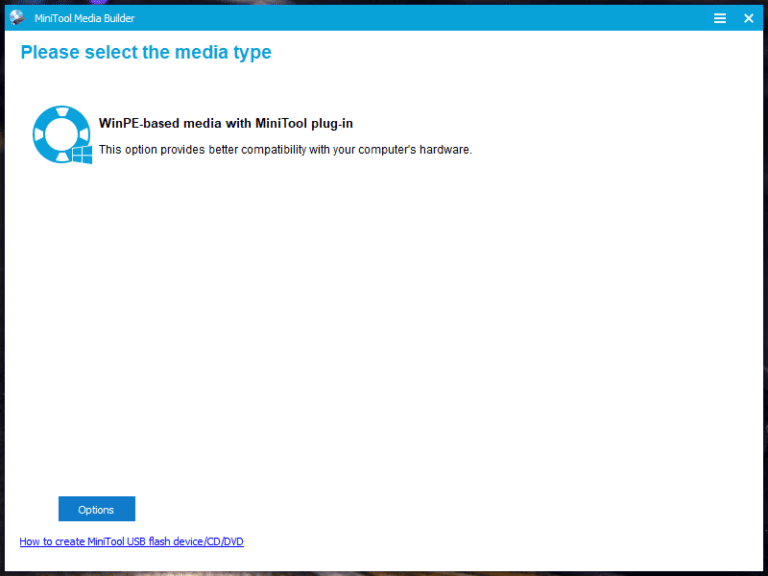 MiniTool Media Builder
Please select the media type
WinPE-based media with MiniTool plug-in
This option provides better compatibility with your computer's hardware.
Options
How to create MiniTool USB flash device/CD/DVD